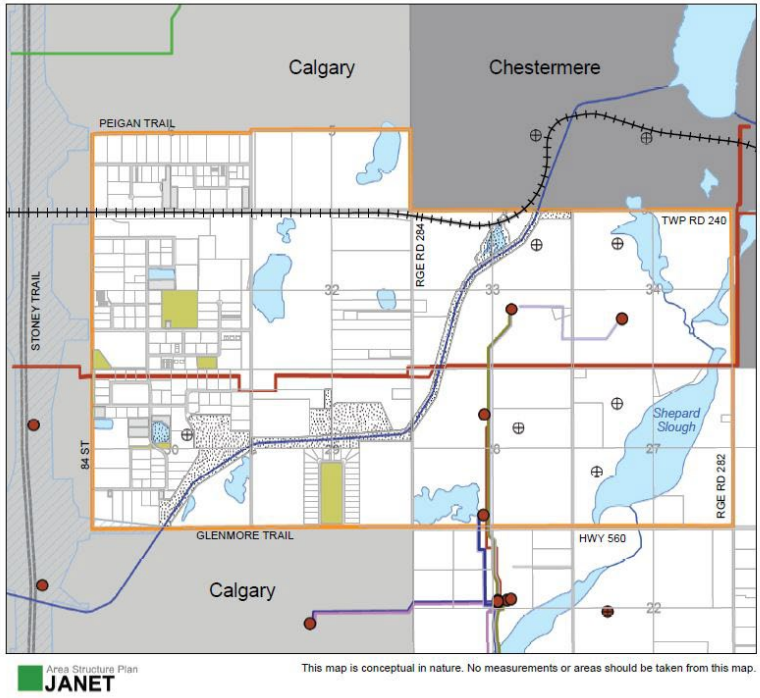 Calgary
Chestermere
PEIGAN TRAIL
5
TWP RD 240
RGE RD 284
STONEY TRAIL
32
33
34
Shepard
Slough
84 ST
29
28
27
RGE RD 282
GLENMORE TRAIL
HWY 560
Calgary
22
Area Structure Plan
JANET
This map is conceptual in nature. No measurements or areas should be taken from this map.